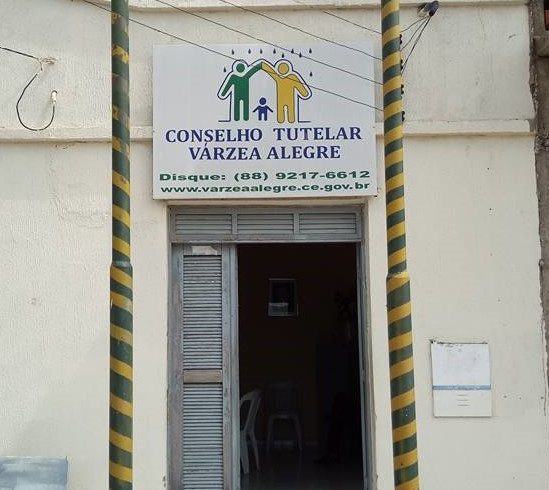 CONSELHO TUTELAR
VÁRZEA ALEGRE
Disque: (88) 9217-6612
www.varzeaalegre.ce.gov.br